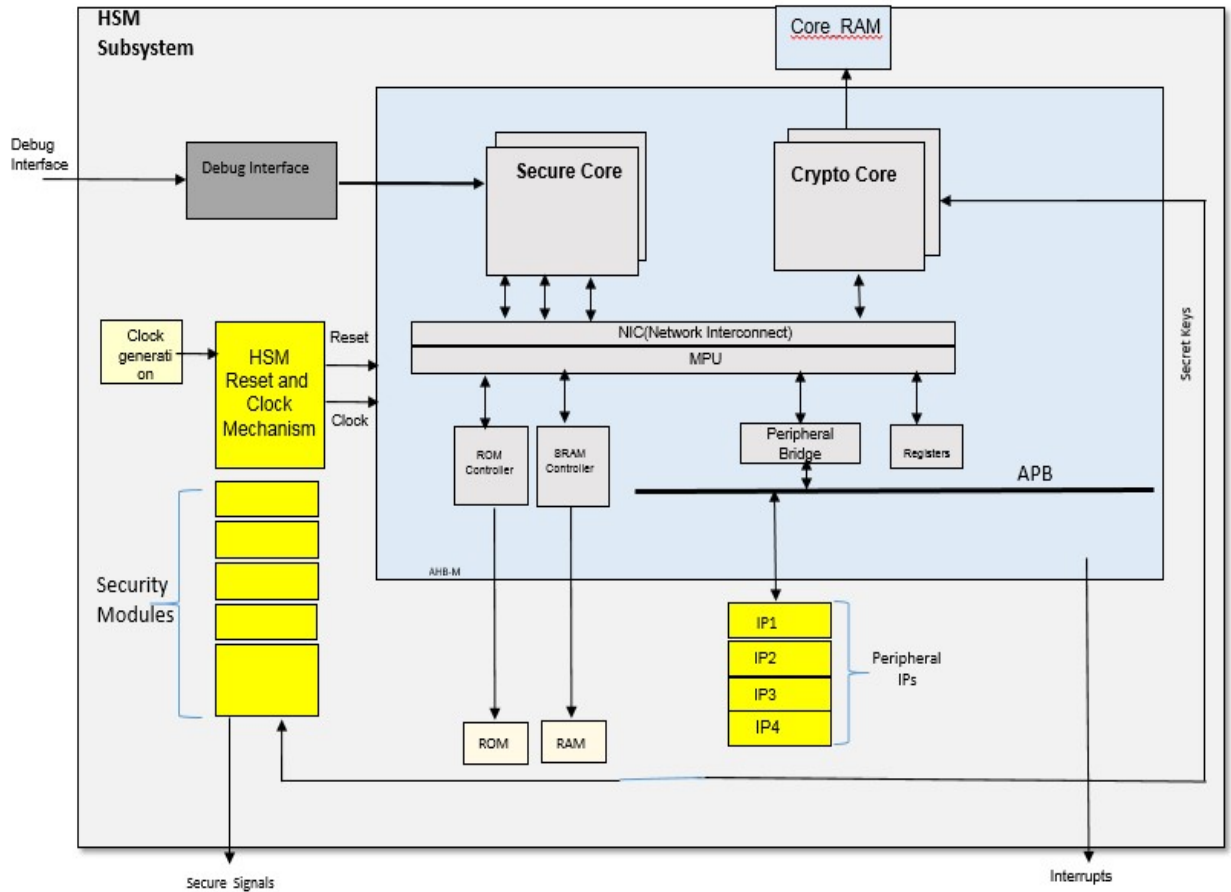 HSM
Subsystem
Core_RAM
Debug
Interface
Debug Interface
Secure Core
Crypto Core
Secret Keys
Clock
generati
on
HSM
Reset and
Clock
Mechanism
Reset
Clock
NIC(Network Interconnect)
MPU
ROM
Controller
BRAM
Controller
Peripheral
Bridge
Registers
APB
AHB-M
Security
Modules
IP1
IP2
IP3
IP4
Peripheral
IPs
ROM
RAM
Secure Signals
Interrupts